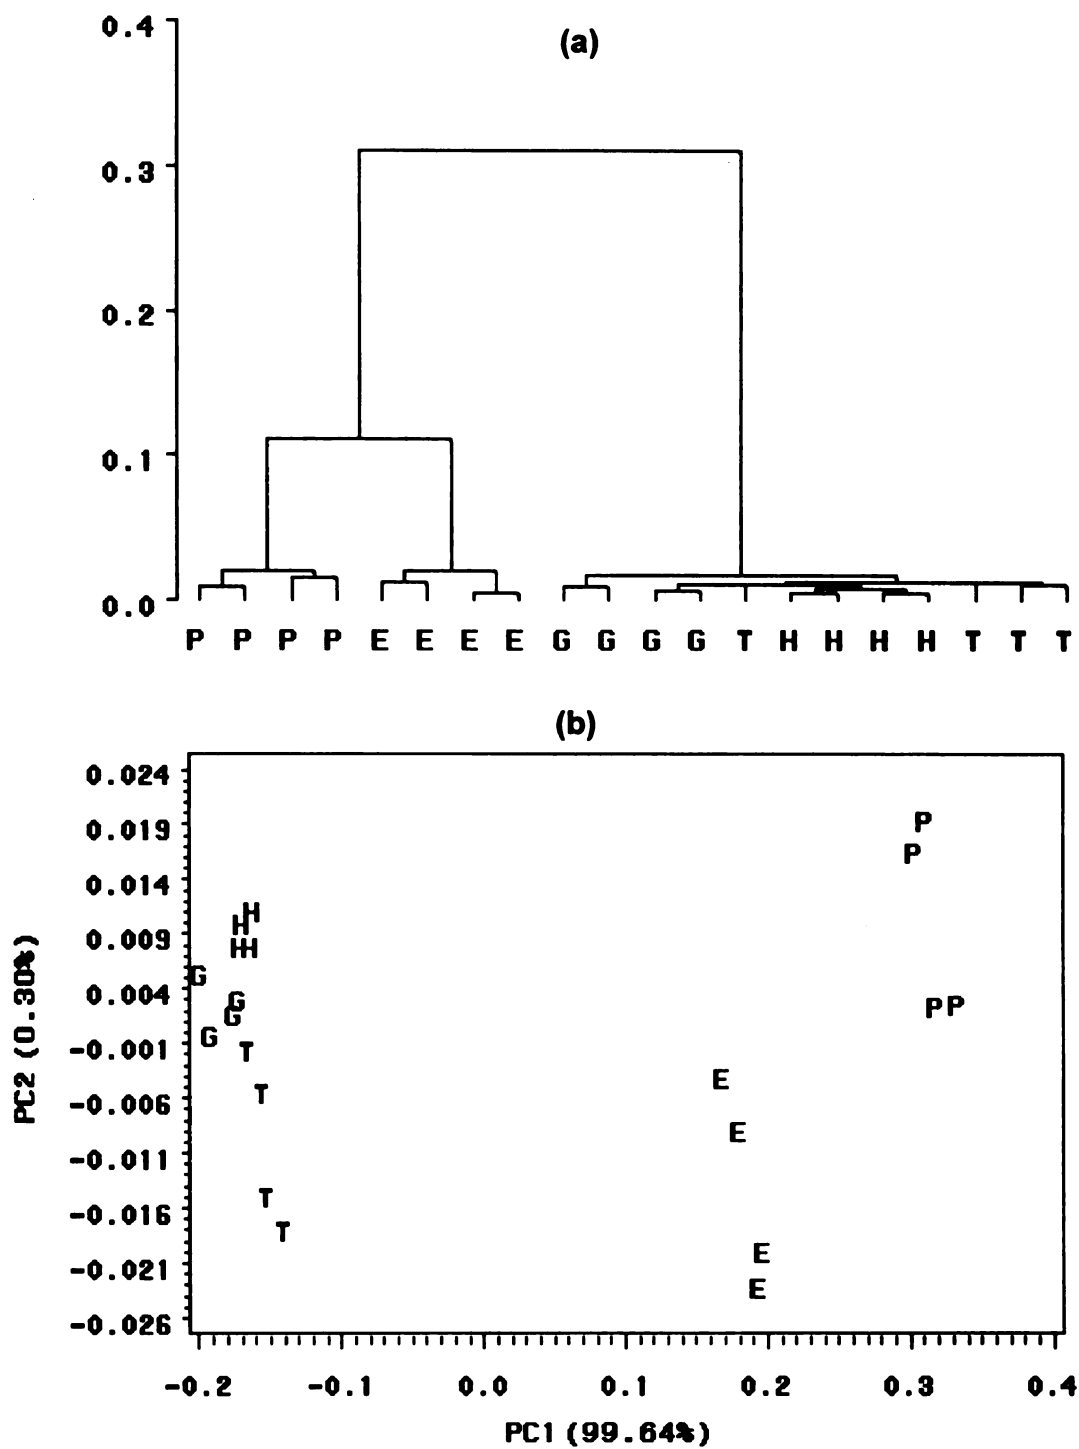 0.4
(a)
0.3
0.2
0.1
0.0
P P P P E E E E G G G G T H H H H T T T
(b)
0.024
0.019
0.014
0.009
0.004
-0.001
-0.006
-0.011
-0.016
-0.021
-0.026
PC2 (0.30%)
P
P
H
H
HH
G
G
G
G
P P
T
T
E
E
T
T
E
E
-0.2 -0.1 0.0 0.1 0.2 0.3 0.4
PC1 (99.64%)